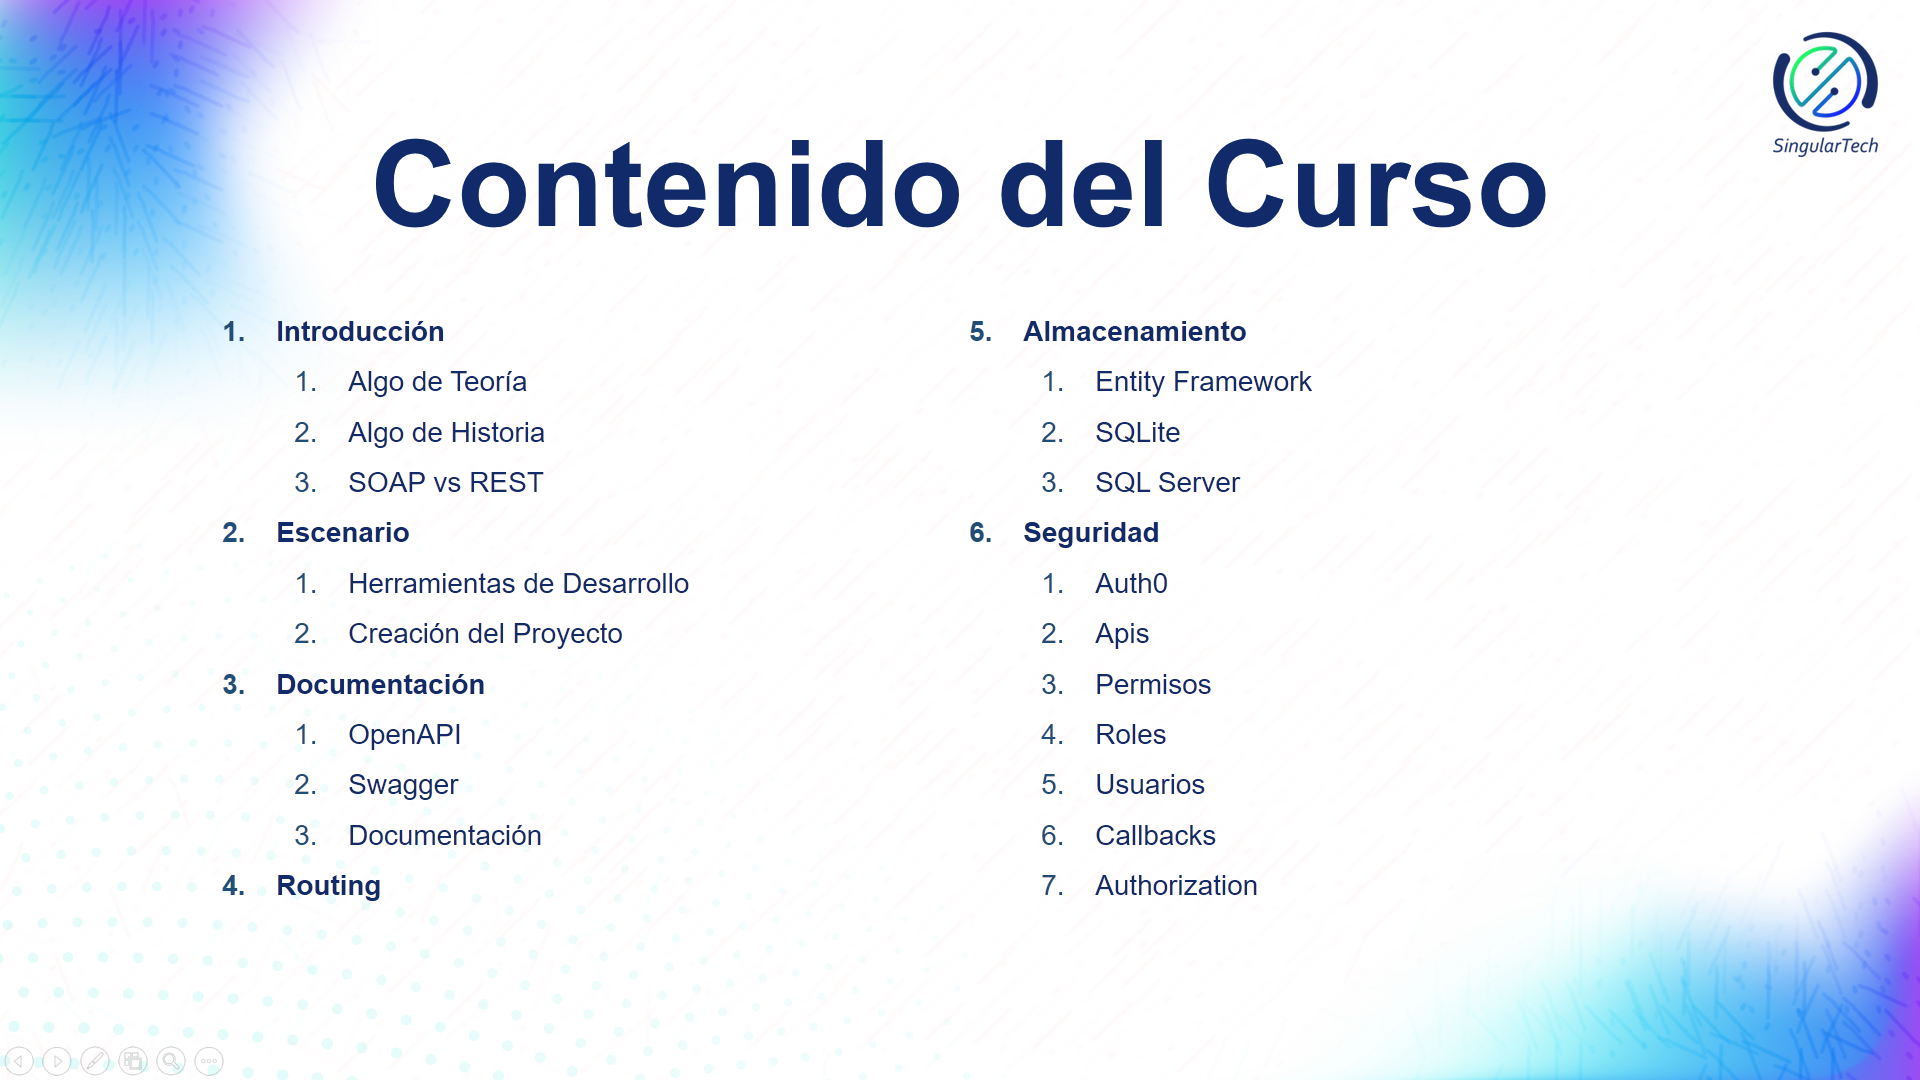 SingularTech
Contenido del Curso
1. Introducción
1. Algo de Teoría
2. Algo de Historia
3. SOAP vs REST
2. Escenario
1. Herramientas de Desarrollo
2. Creación del Proyecto
3. Documentación
1. OpenAPI
2. Swagger
3. Documentación
4. Routing
5. Almacenamiento
1. Entity Framework
2. SQLite
3. SQL Server
6. Seguridad
1. Auth0
2. Apis
3. Permisos
4. Roles
5. Usuarios
6. Callbacks
7. Authorization